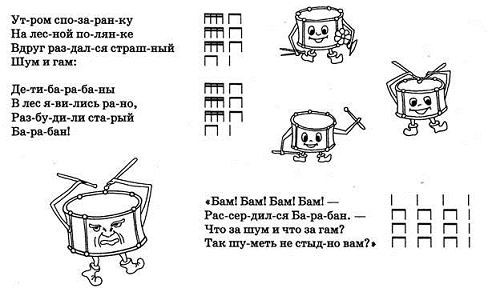 Ут-ром спо-за-ран-ку
На лес-ной по-лян-ке
Вдруг раз-дал-ся страш-ный
Шум и гам:
Де-ти-ба-ра-ба-ны
В лес я-ви-лись ра-но,
Раз-бу-ди-ли ста-рый
Ба-ра-бан!
«Бам! Бам! Бам! Бам! —
Рас-сер-дил-ся Ба-ра-бан. —
Что за шум и что за гам?
Так шу-меть не стыд-но вам?»